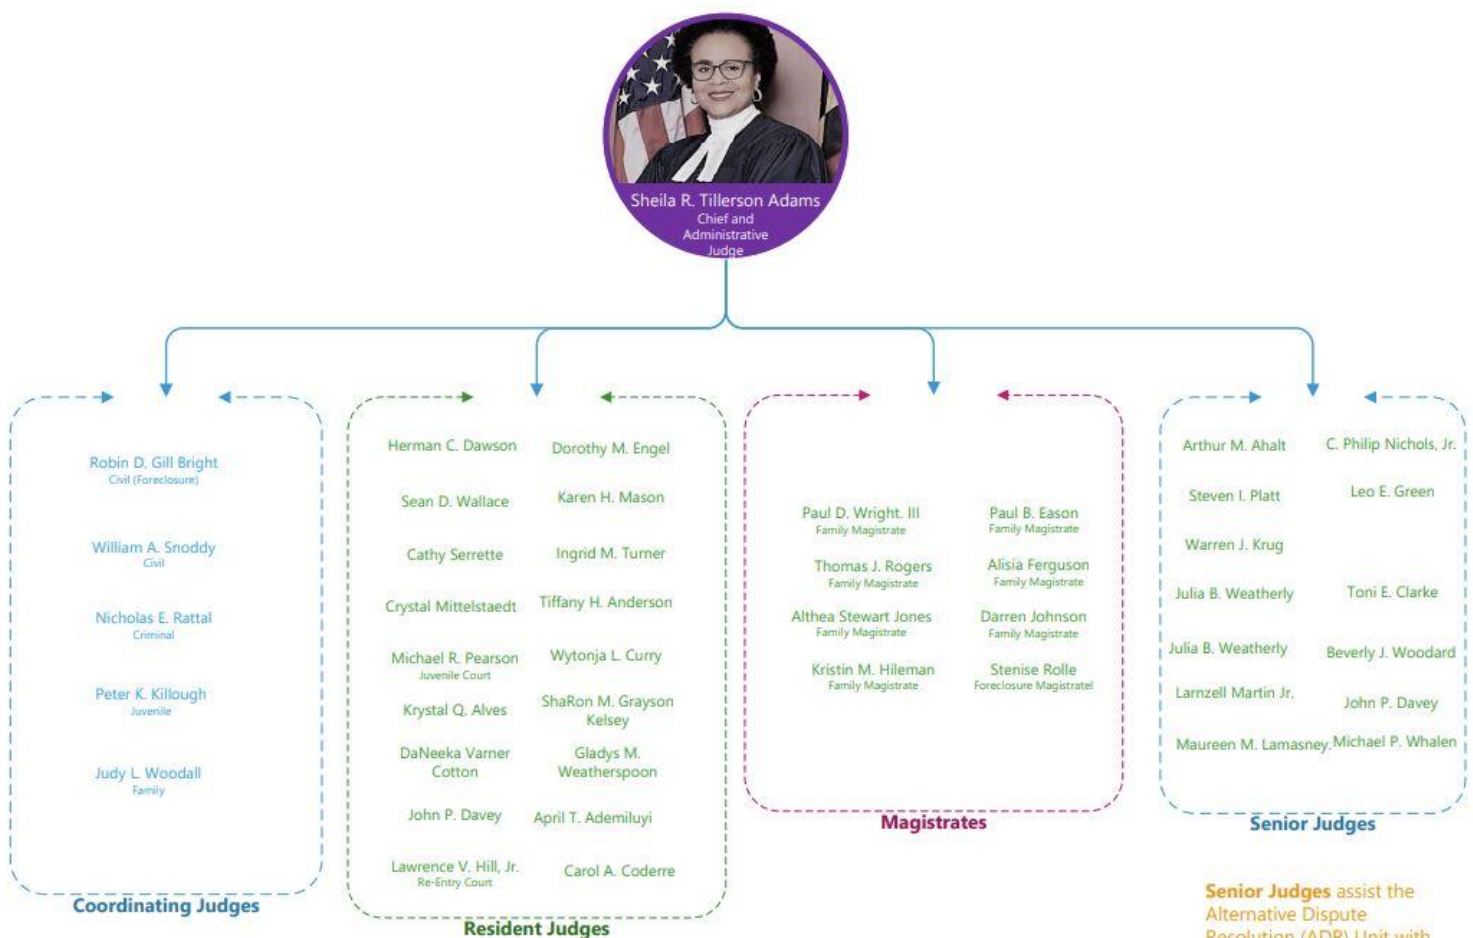 Sheila R. Tillerson Adams
Chief and
Administrative
Judge
Robin D. Gill Bright
Civil (Foreclosure)
William A. Snoddy
Civil
Nicholas E. Rattal
Criminal
Peter K. Killough
Juvenile
Judy L. Woodall
Family
Coordinating Judges
Herman C. Dawson
Dorothy M. Engel
Sean D. Wallace
Karen H. Mason
Cathy Serrette
Ingrid M. Turner
Crystal Mittelstaedt
Tiffany H. Anderson
Michael R. Pearson
Juvenile Court
Wytonja L. Curry
Krystal Q. Alves
ShaRon M. Grayson
Kelsey
DaNeeka Varner
Cotton
Gladys M.
Weatherspoon
John P. Davey
April T. Ademiluyi
Lawrence V. Hill, Jr.
Re-Entry Court
Carol A. Coderre
Resident Judges
Paul D. Wright. III
Family Magistrate
Paul B. Eason
Family Magistrate
Thomas J. Rogers
Family Magistrate
Alisia Ferguson
Family Magistrate
Althea Stewart Jones
Family Magistrate
Darren Johnson
Family Magistrate
Kristin M. Hileman
Family Magistrate
Stenise Rolle
Foreclosure Magistratel
Magistrates
Arthur M. Ahalt
C. Philip Nichols, Jr.
Steven I. Platt
Leo E. Green
Warren J. Krug
Julia B. Weatherly
Toni E. Clarke
Julia B. Weatherly
Beverly J. Woodard
Larnzell Martin Jr.
John P. Davey
Maureen M. Lamasney.
Michael P. Whalen
Senior Judges
Senior Judges assist the
Alternative Dispute
Resolution (ADR) Unit with